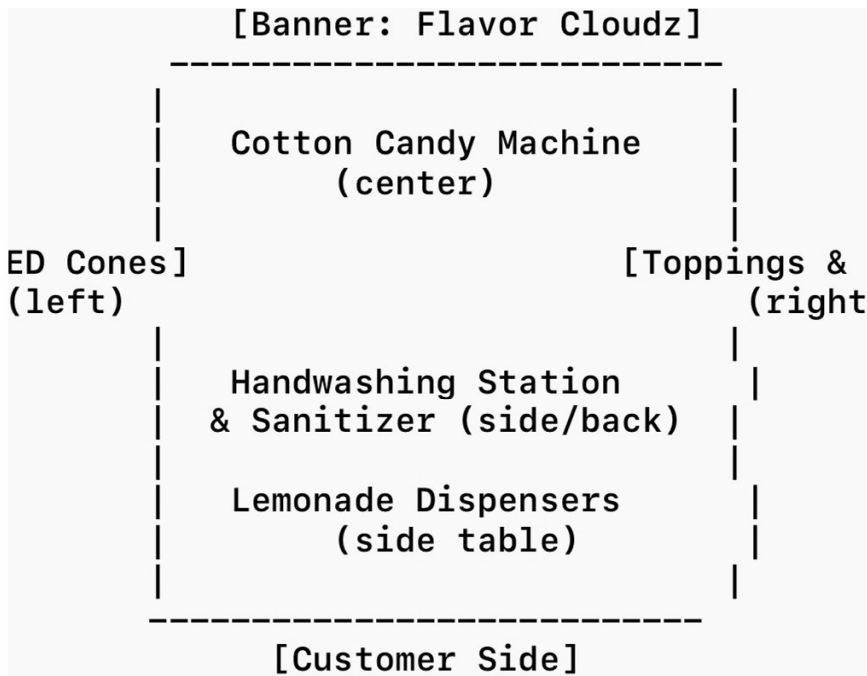 [Banner: Flavor Cloudz]
Cotton Candy Machine
(center)
ED Cones] [Toppings &
(left) (right
Handwashing Station
& Sanitizer (side/back)
Lemonade Dispensers
(side table)
[Customer Side]